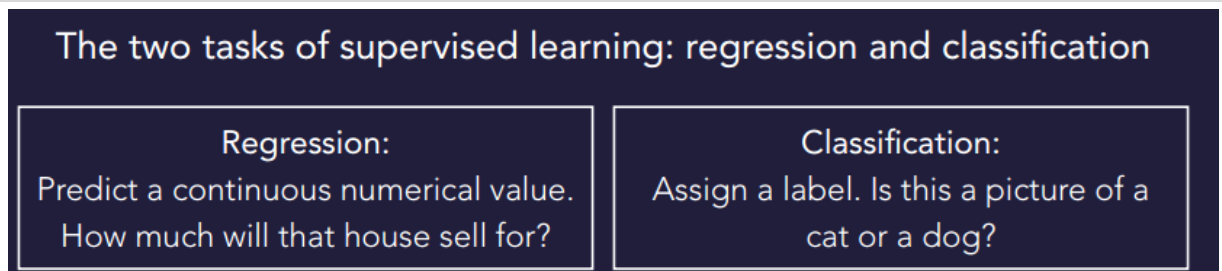 The two tasks of supervised learning: regression and classification
Regression:
Predict a continuous numerical value.
How much will that house sell for?
Classification:
Assign a label. Is this a picture of a
cat or a dog?